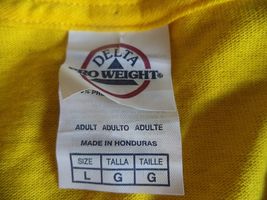 DELTA
PRO WEIGHT®
ADULT ADULTO ADULTE
MADE IN HONDURAS
SIZE TALLA TAILLE
L G G